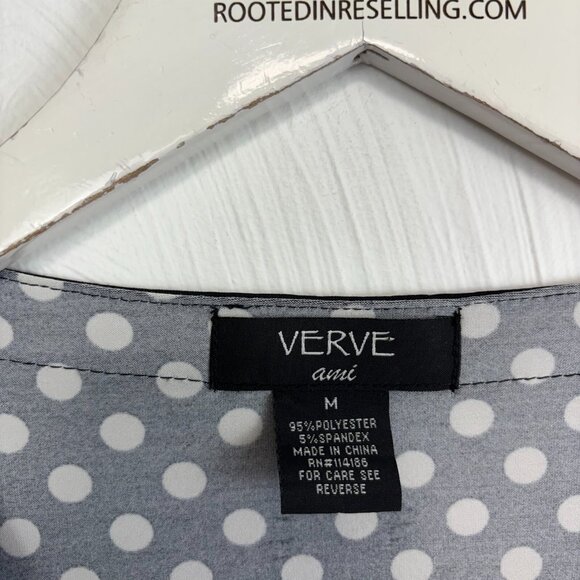 ROOTEDINRESELLING.COM
VERVE
ami
M
95%POLYESTER
5%SPANDEX
MADE IN CHINA
RN#114186
FOR CARE SEE
REVERSE